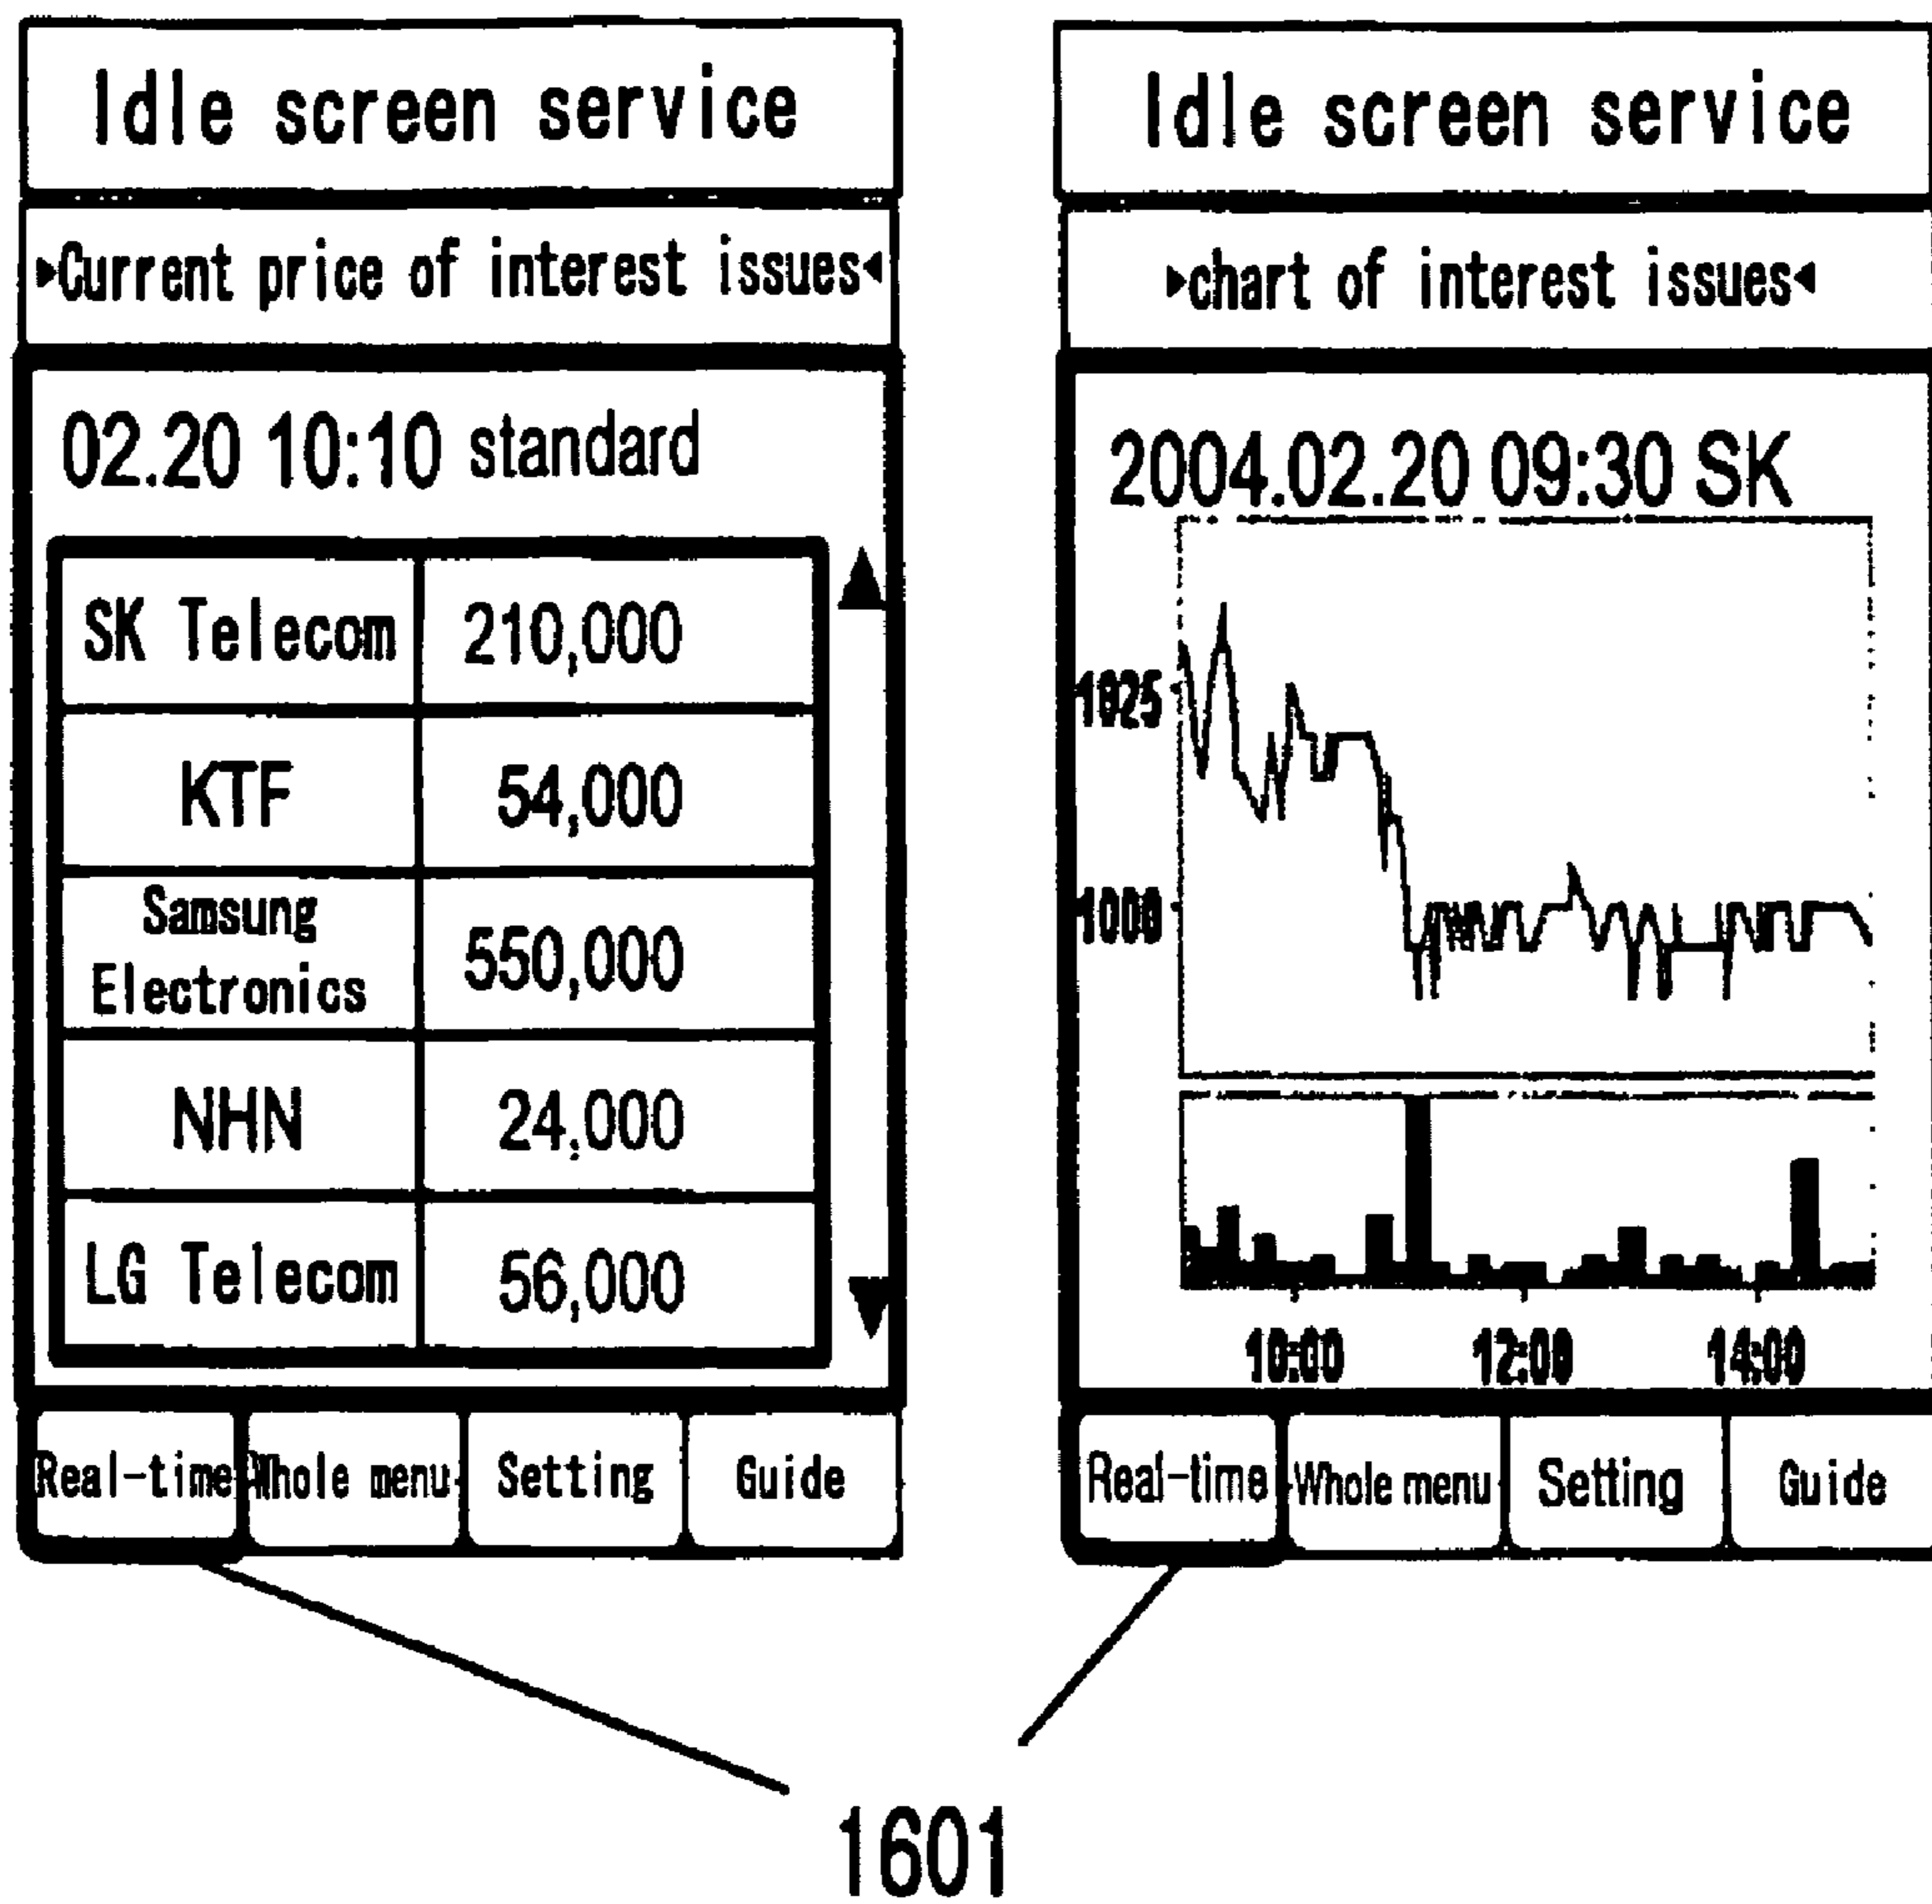 Idle screen service
▸Current price of interest issues◂
02.20 10:10 standard
SK Telecom 210,000
KTF 54,000
Samsung
Electronics 550,000
NHN 24,000
LG Telecom 56,000
Real-time Whole menu Setting Guide
Idle screen service
▸chart of interest issues◂
2004.02.20 09:30 SK
1025
1000
10:00 12:00 14:00
Real-time Whole menu Setting Guide
1601